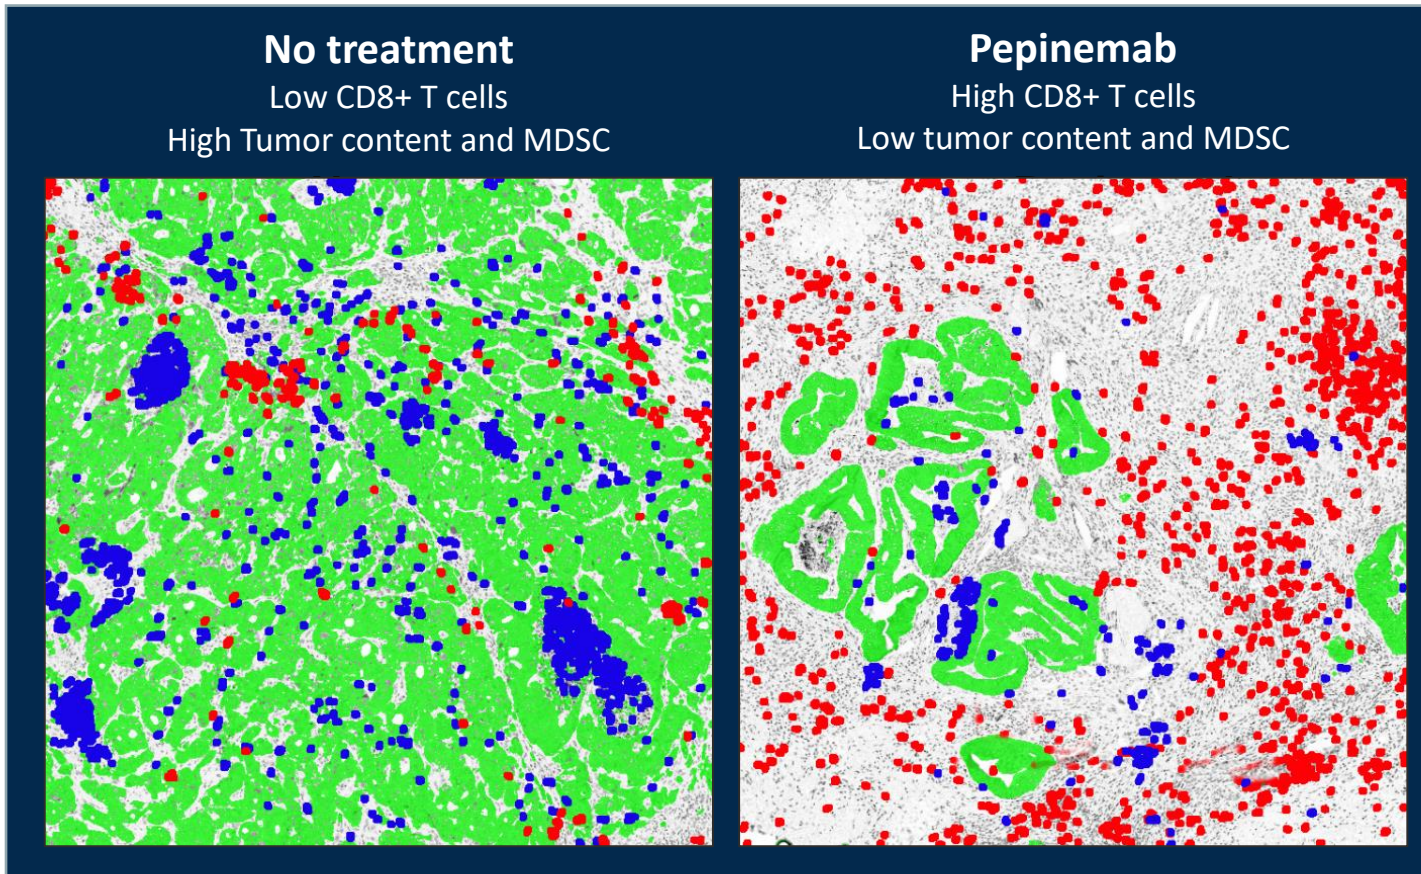 No treatment
Low CD8+ T cells
High Tumor content and MDSC
Pepinemab
High CD8+ T cells
Low tumor content and MDSC